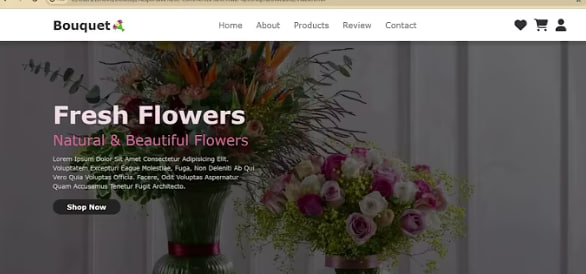 Bouquet
Home About Products Review Contact
Fresh Flowers
Natural & Beautiful Flowers
Lorem Ipsum Dolor Sit Amet Consectetur Adipisicing Elit.
Voluptatem Excepturi Eaque Molestiae, Fuga, Non Deleniti Ab Qui
Vero Quia Voluptas Officia. Facere, Odit Voluptas Aspernatur
Quam Accusamus Tenetur Fugit Architecto.
Shop Now